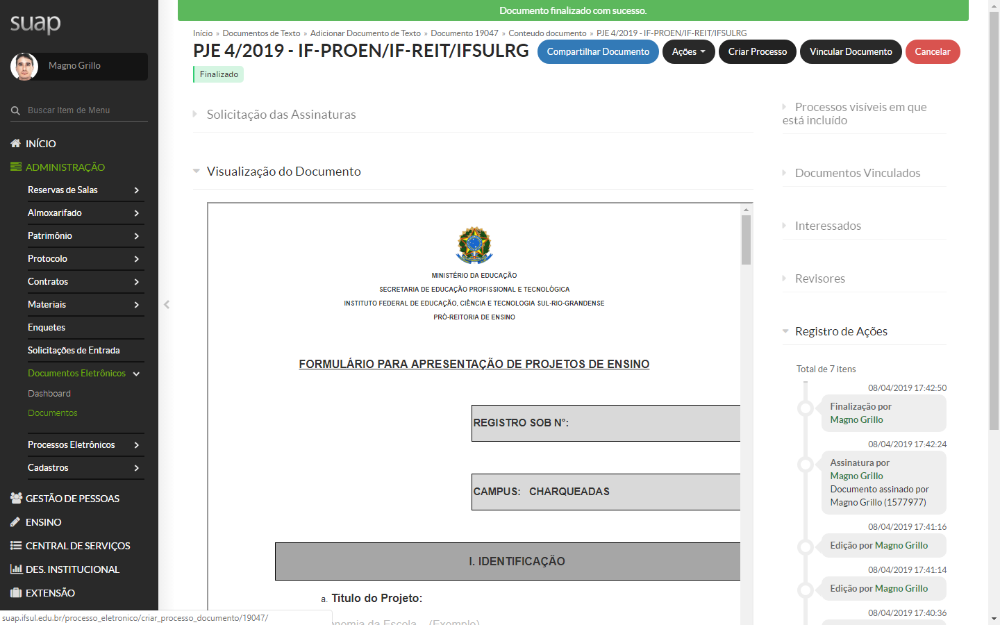 Documento finalizado com sucesso.
suap
Magno Grillo
Buscar Item de Menu
INÍCIO
ADMINISTRAÇÃO
Reservas de Salas
Almoxarifado
Patrimônio
Protocolo
Contratos
Materiais
Enquetes
Solicitações de Entrada
Documentos Eletrônicos
Dashboard
Documentos
Processos Eletrônicos
Cadastros
GESTÃO DE PESSOAS
ENSINO
CENTRAL DE SERVIÇOS
DES. INSTITUCIONAL
EXTENSÃO
suap.ifsul.edu.br/processo_eletronico/criar_processo_documento/19047/
Início » Documentos de Texto » Adicionar Documento de Texto » Documento 19047 » Conteudo documento » PJE 4/2019 - IF-PROEN/IF-REIT/IFSULRG
PJE 4/2019 - IF-PROEN/IF-REIT/IFSULRG
Compartilhar Documento
Ações
Criar Processo
Vincular Documento
Cancelar
Finalizado
Solicitação das Assinaturas
Visualização do Documento
MINISTÉRIO DA EDUCAÇÃO
SECRETARIA DE EDUCAÇÃO PROFISSIONAL E TECNOLÓGICA
INSTITUTO FEDERAL DE EDUCAÇÃO, CIÊNCIA E TECNOLOGIA SUL-RIO-GRANDENSE
PRÓ-REITORIA DE ENSINO
FORMULÁRIO PARA APRESENTAÇÃO DE PROJETOS DE ENSINO
REGISTRO SOB N°:
CAMPUS: CHARQUEADAS
I. IDENTIFICAÇÃO
a. Título do Projeto:
nomia da Escola... (Exemplo)
Processos visíveis em que
está incluído
Documentos Vinculados
Interessados
Revisores
Registro de Ações
Total de 7 itens
08/04/2019 17:42:50
Finalização por
Magno Grillo
08/04/2019 17:42:24
Assinatura por
Magno Grillo
Documento assinado por
Magno Grillo (1577977)
08/04/2019 17:41:16
Edição por Magno Grillo
08/04/2019 17:41:14
Edição por Magno Grillo
08/04/2019 17:40:36